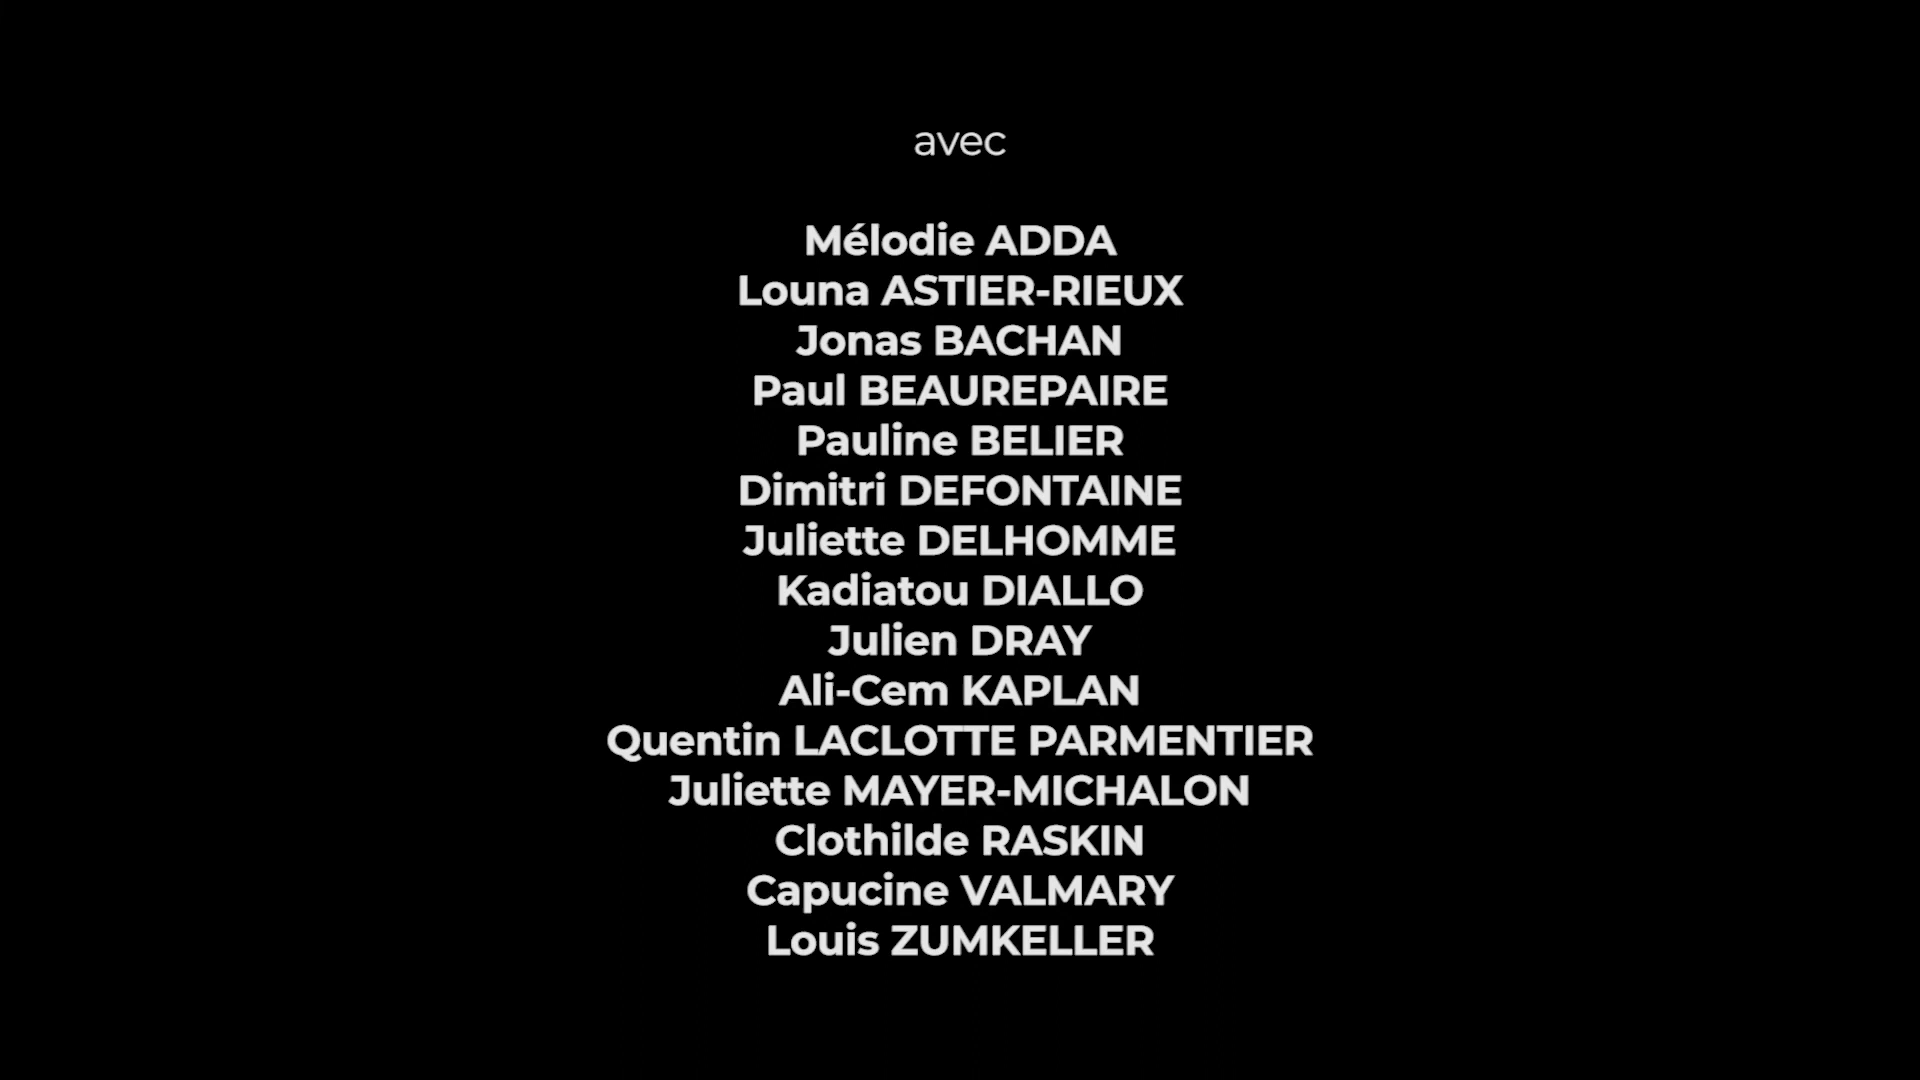 avec
Mélodie ADDA
Louna ASTIER-RIEUX
Jonas BACHAN
Paul BEAUREPAIRE
Pauline BELIER
Dimitri DEFONTAINE
Juliette DELHOMME
Kadiatou DIALLO
Julien DRAY
Ali-Cem KAPLAN
Quentin LACLOTTE PARMENTIER
Juliette MAYER-MICHALON
Clothilde RASKIN
Capucine VALMARY
Louis ZUMKELLER